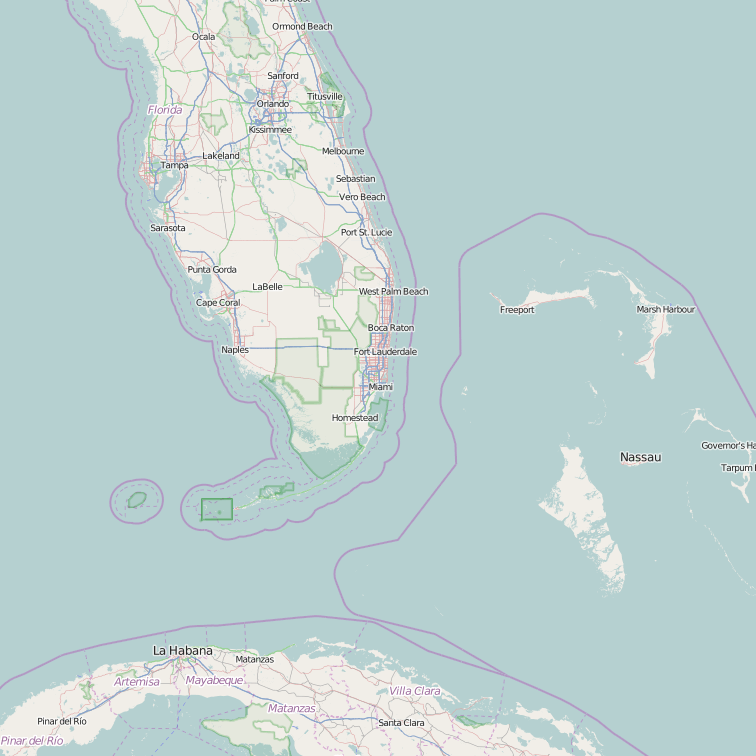 Ormond Beach
Ocala
Sanford
Titusville
Orlando
Florida
Kissimmee
Melbourne
Lakeland
Tampa
Sebastian
Vero Beach
Sarasota
Port St. Lucie
Punta Gorda
LaBelle
West Palm Beach
Cape Coral
Freeport
Marsh Harbour
Boca Raton
Naples
Fort Lauderdale
Miami
Homestead
Governor's Ha
Nassau
Tarpum
La Habana
Matanzas
Artemisa
Mayabeque
Villa Clara
Matanzas
Pinar del Río
Santa Clara
Pinar del Río